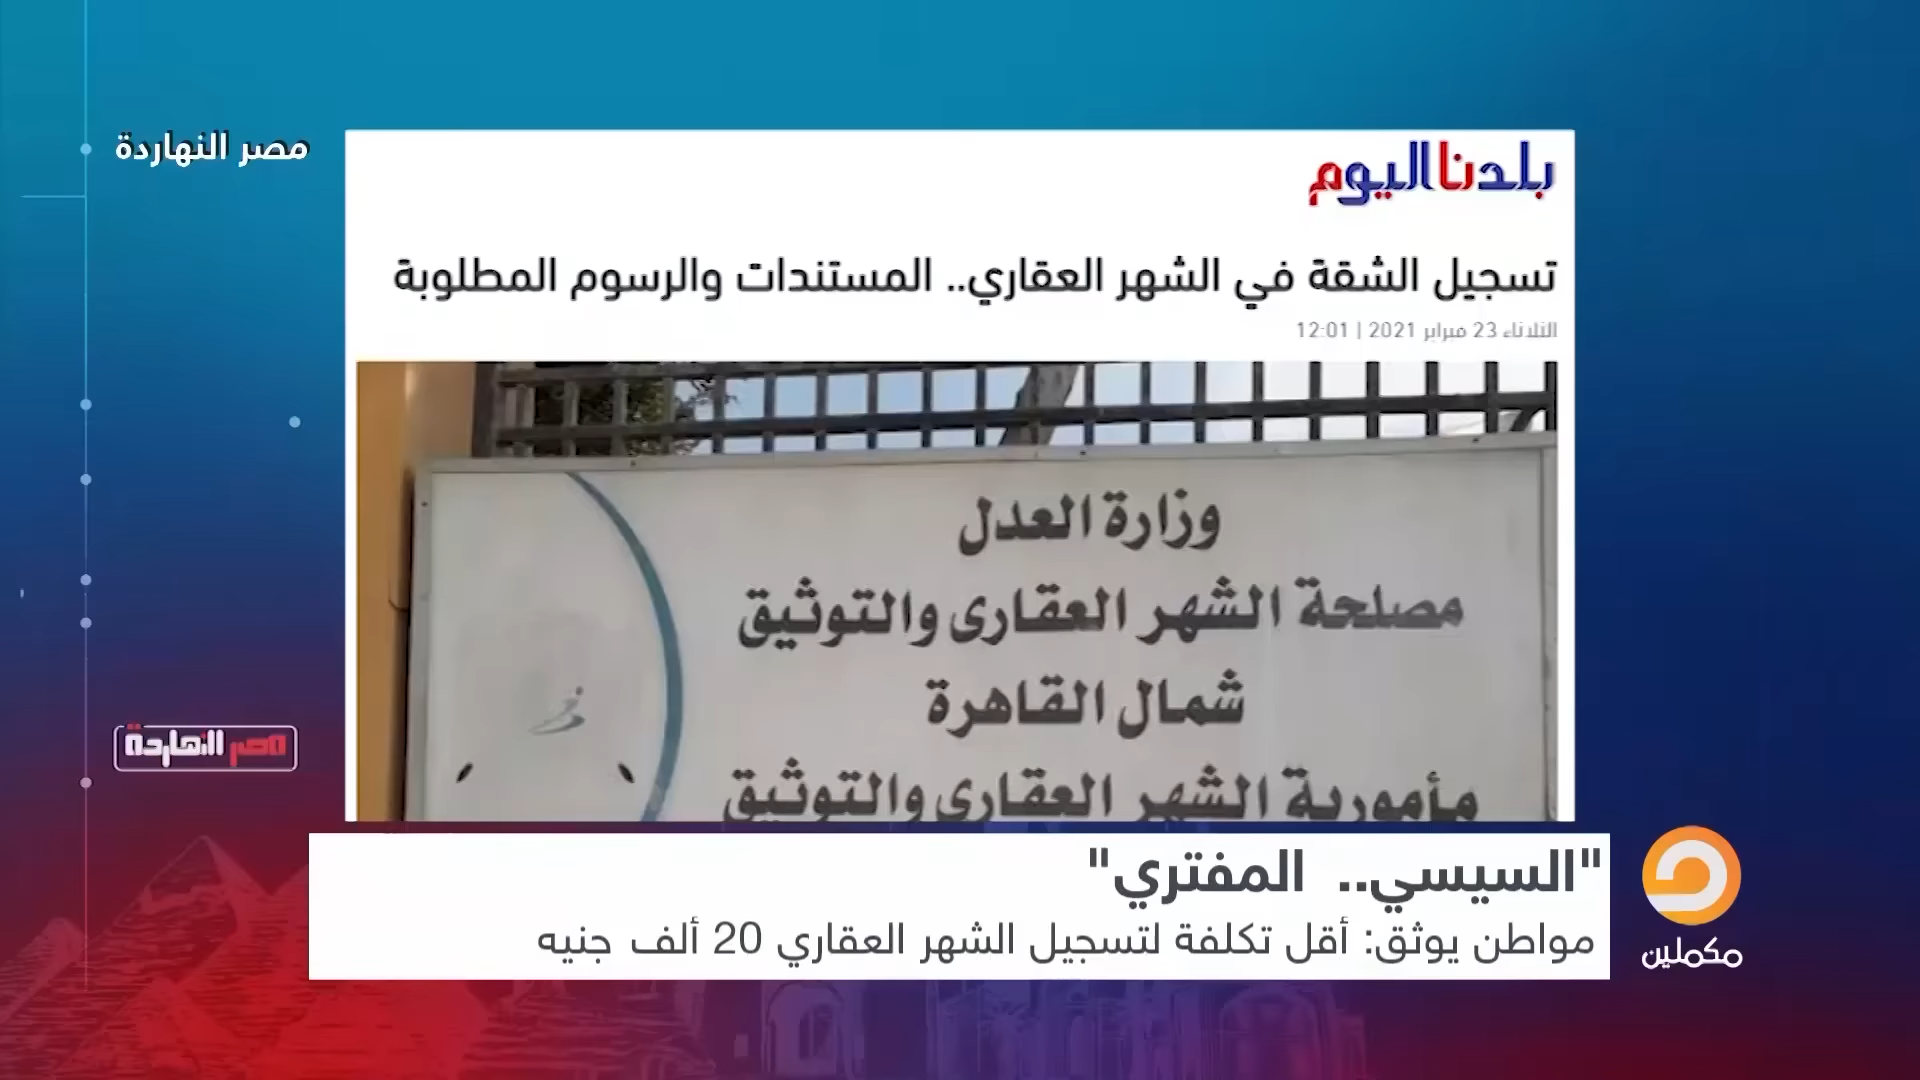 مصر النهاردة
بلدنا اليوم
تسجيل الشقة في الشهر العقاري.. المستندات والرسوم المطلوبة
الثلاثاء 23 فبراير 2021 | 12:01
وزارة العدل
مصلحة الشهر العقارى والتوثيق
شمال القاهرة
مأمورية الشهر العقارى والتوثيق
مصر النهاردة
"السيسي.. المفتري"
مواطن يوثق: أقل تكلفة لتسجيل الشهر العقاري 20 ألف جنيه
مكملين